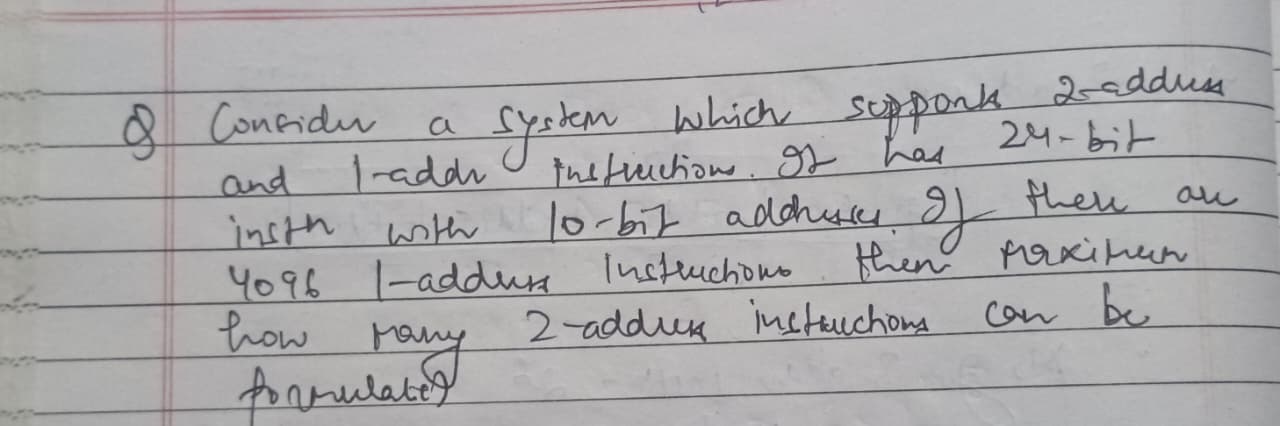 Q Consider a system which supports 2-address
and 1-addr instructions. It has 24-bit
instn with 10-bit addresses. If there are
4096 1-address instructions then maximum
how many 2-address instructions can be
formulated